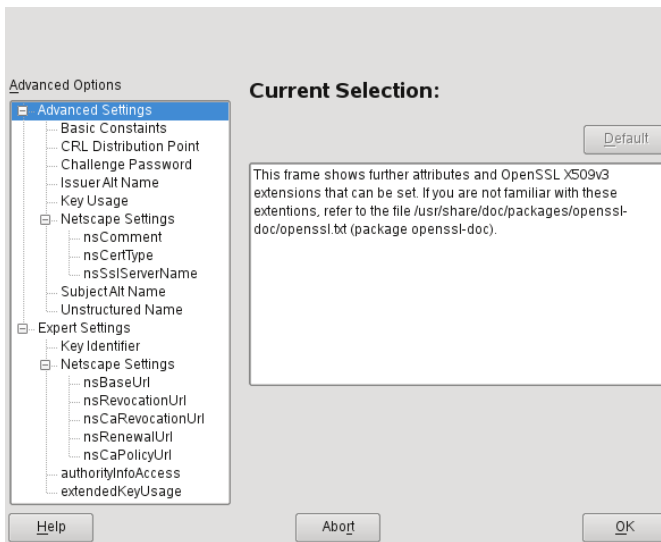 Advanced Options
Advanced Settings
Basic Constaints
CRL Distribution Point
Challenge Password
IssuerAlt Name
Key Usage
Netscape Settings
nsComment
nsCertType
nsSslServerName
SubjectAlt Name
Unstructured Name
Expert Settings
Key Identifier
Netscape Settings
nsBaseUrl
nsRevocationUrl
nsCaRevocationUrl
nsRenewalUrl
nsCaPolicyUrl
authorityInfoAccess
extendedKeyUsage
Current Selection:
Default
This frame shows further attributes and OpenSSL X509v3
extensions that can be set. If you are not familiar with these
extentions, refer to the file /usr/share/doc/packages/openssl-
doc/openssl.txt (package openssl-doc).
Help
Abort
OK